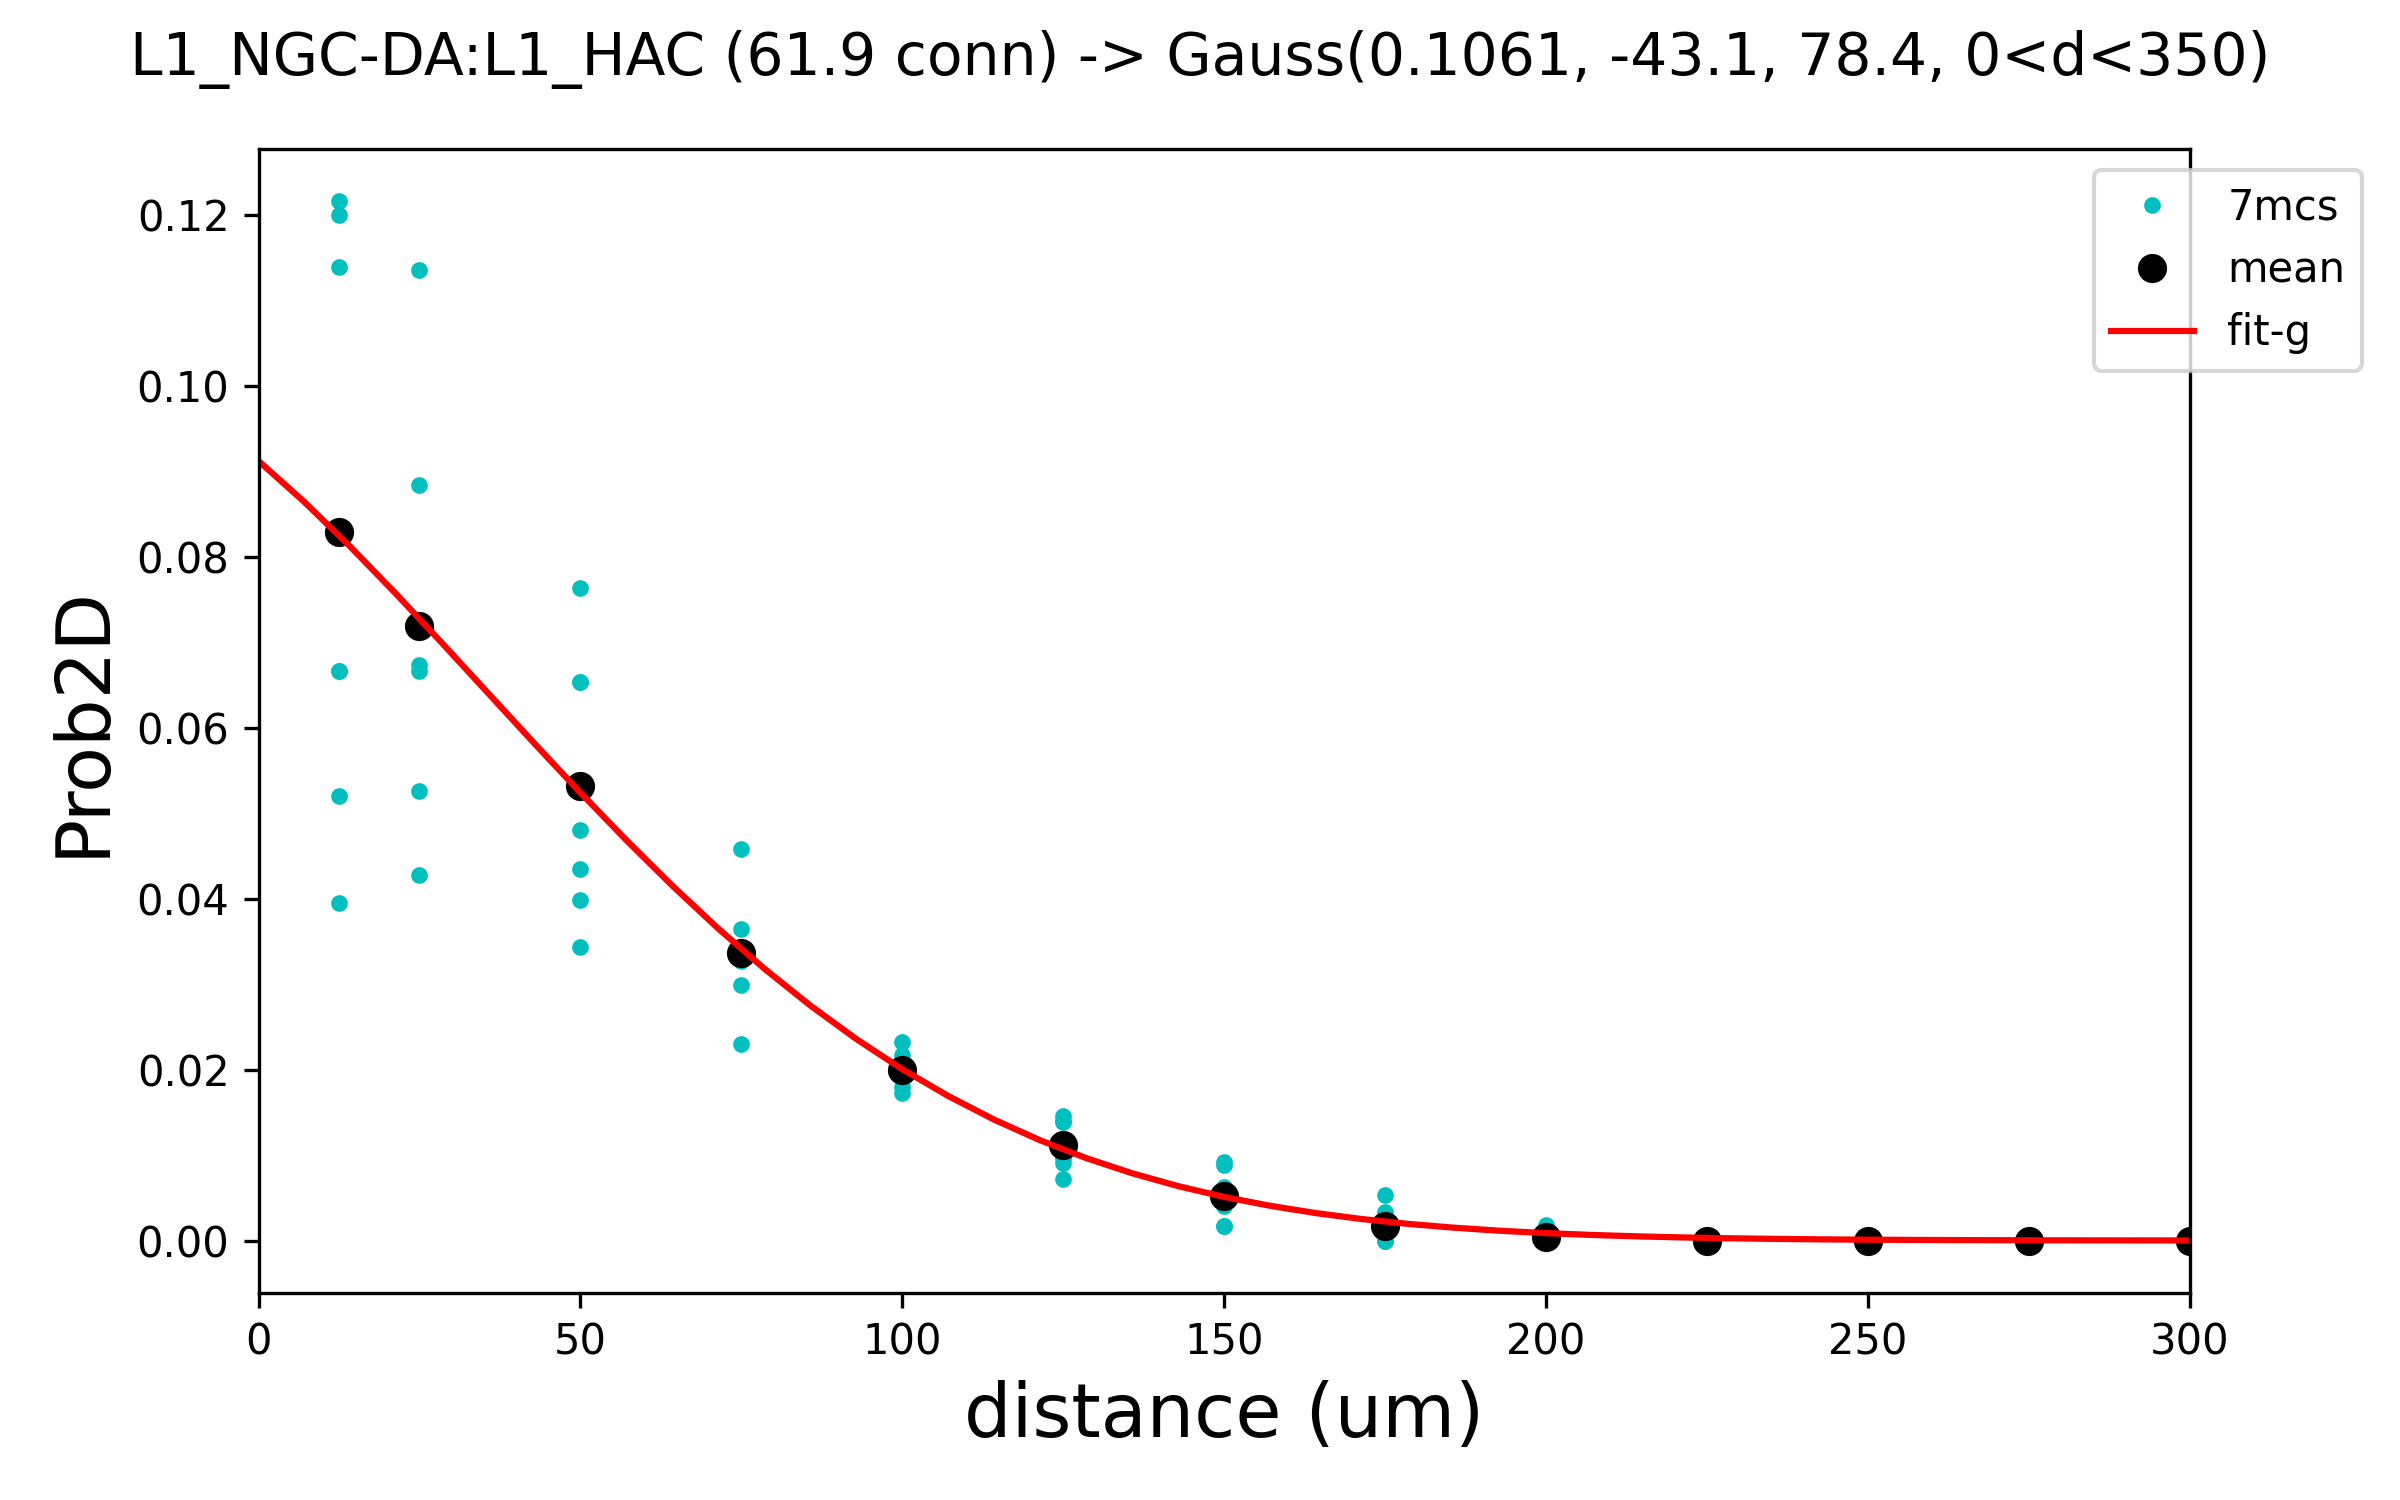 L1_NGC-DA:L1_HAC (61.9 conn) -> Gauss(0.1061, -43.1, 78.4, 0<d<350)
7mcs
mean
fit-g
Prob2D
0.12
0.10
0.08
0.06
0.04
0.02
0.00
0 50 100 150 200 250 300
distance (um)